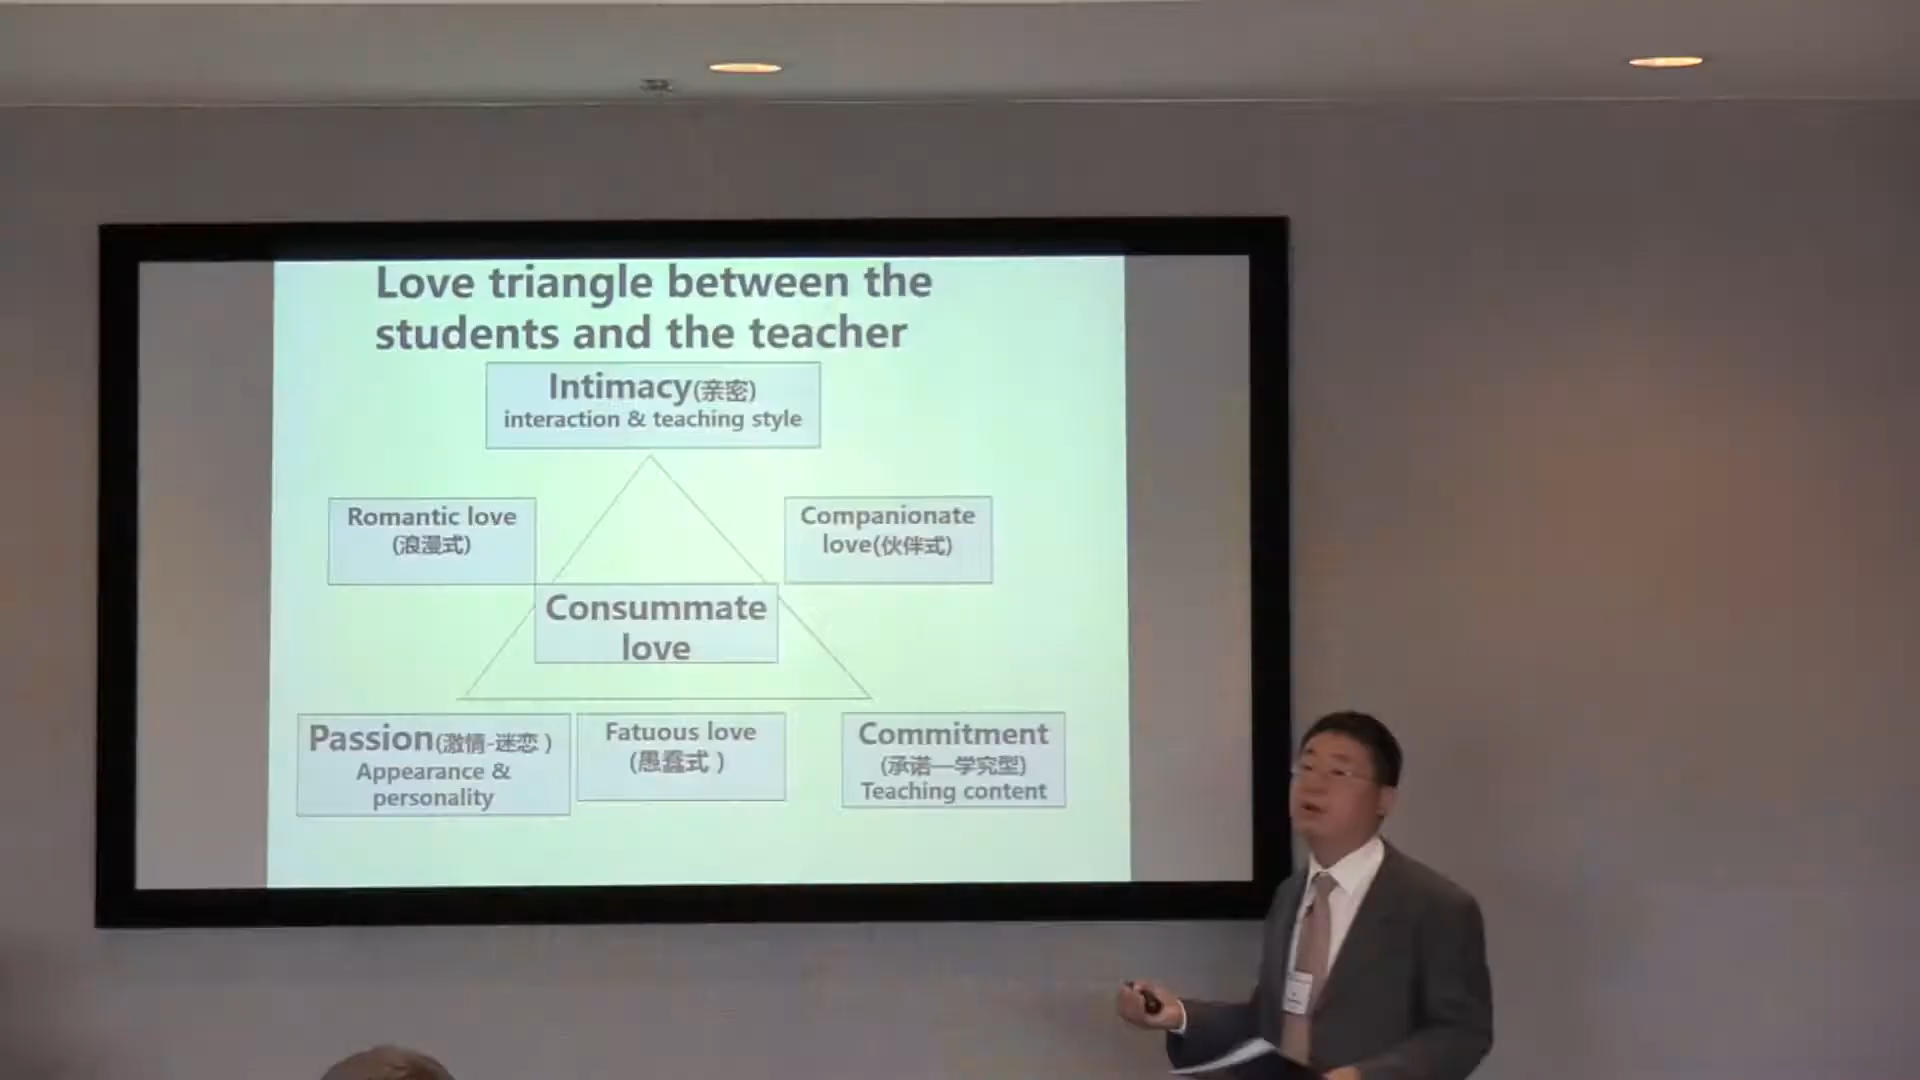 Love triangle between the
students and the teacher
Intimacy(亲密)
interaction & teaching style
Romantic love
(浪漫式)
Companionate
love(伙伴式)
Consummate
love
Passion(激情-迷恋 )
Appearance &
personality
Fatuous love
(愚蠢式 )
Commitment
(承诺—学究型)
Teaching content